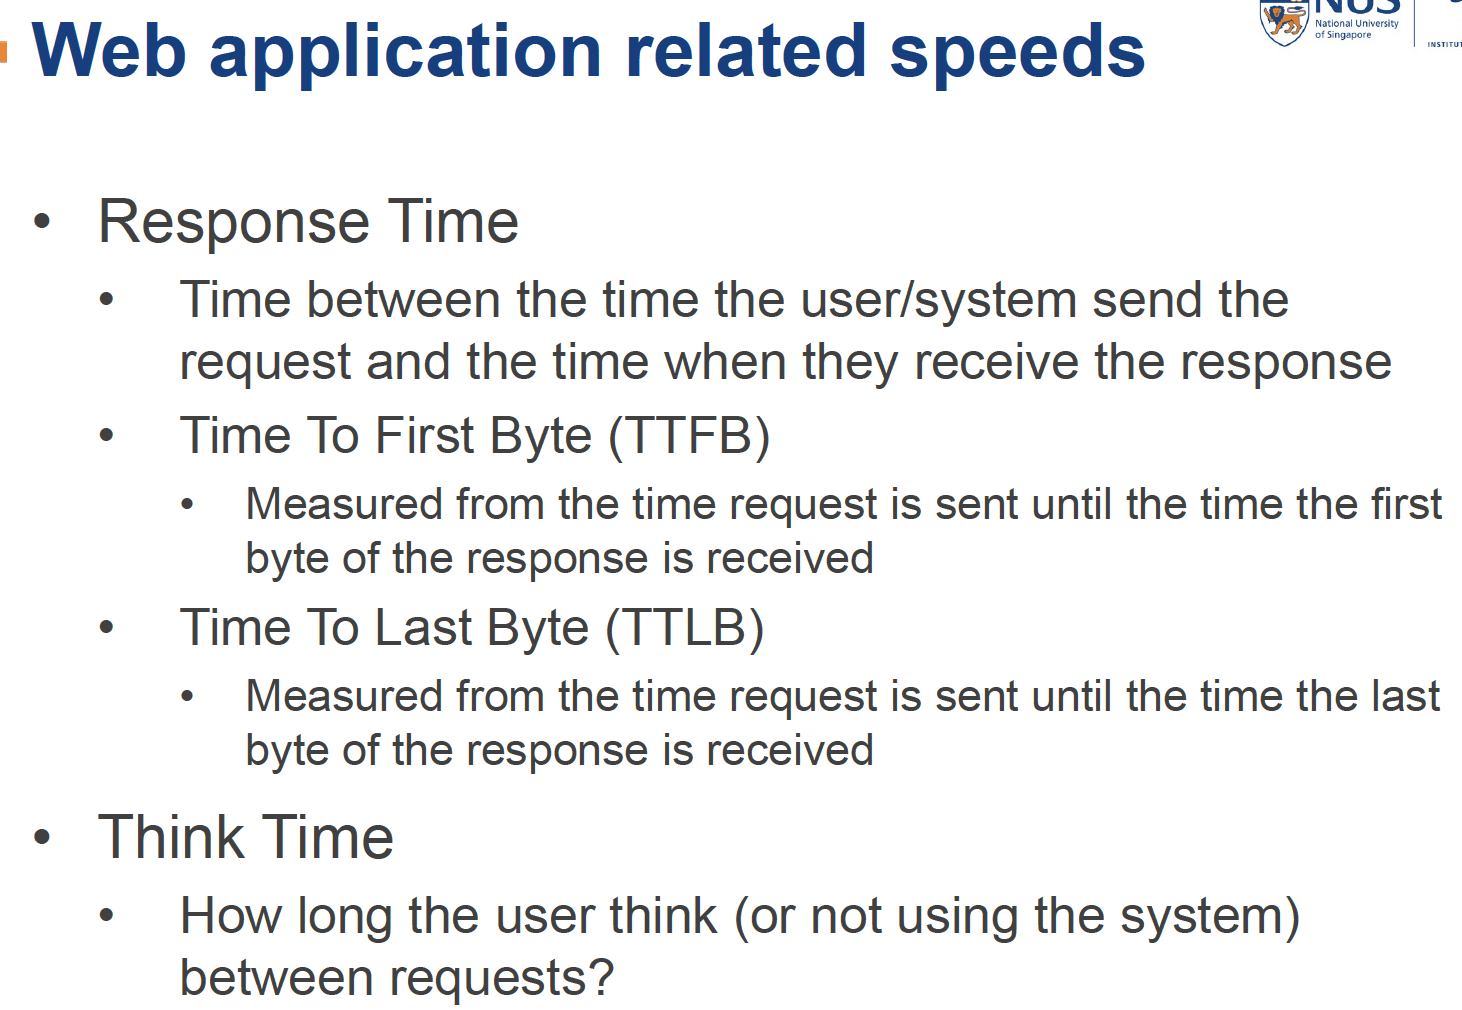 Web application related speeds
NUS
National University
of Singapore
• Response Time
• Time between the time the user/system send the
request and the time when they receive the response
• Time To First Byte (TTFB)
• Measured from the time request is sent until the time the first
byte of the response is received
• Time To Last Byte (TTLB)
• Measured from the time request is sent until the time the last
byte of the response is received
• Think Time
• How long the user think (or not using the system)
between requests?